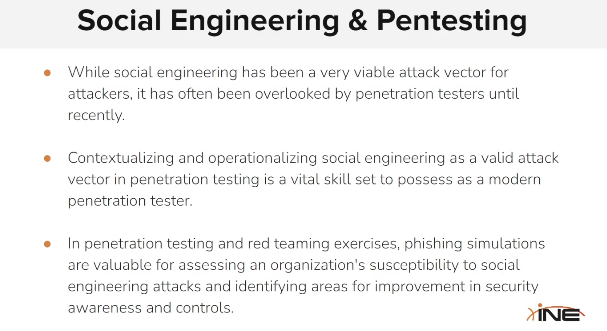 Social Engineering & Pentesting
While social engineering has been a very viable attack vector for
attackers, it has often been overlooked by penetration testers until
recently.
Contextualizing and operationalizing social engineering as a valid attack
vector in penetration testing is a vital skill set to possess as a modern
penetration tester.
In penetration testing and red teaming exercises, phishing simulations
are valuable for assessing an organization's susceptibility to social
engineering attacks and identifying areas for improvement in security
awareness and controls.
INE